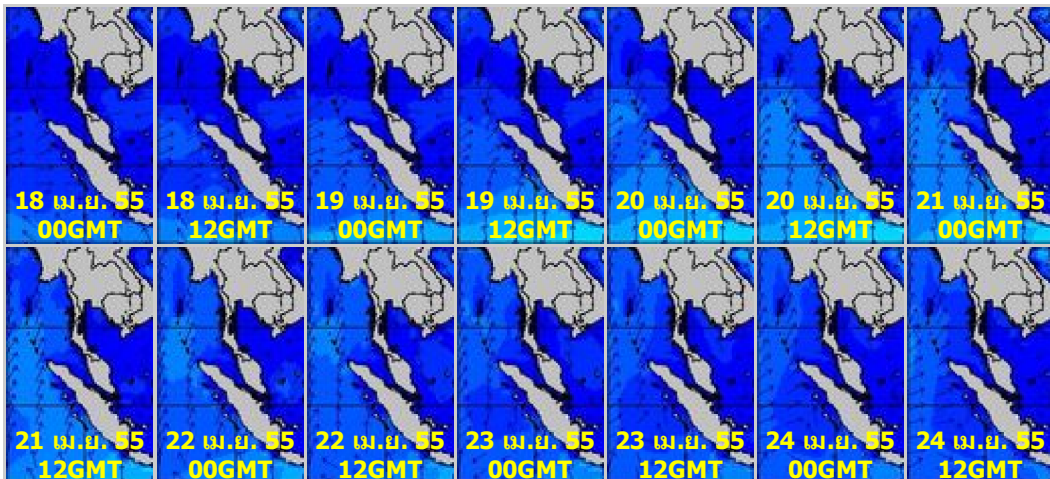 18 เม.ย. 55
00GMT
18 เม.ย. 55
12GMT
19 เม.ย. 55
00GMT
19 เม.ย. 55
12GMT
20 เม.ย. 55
00GMT
20 เม.ย. 55
12GMT
21 เม.ย. 55
00GMT
21 เม.ย. 55
12GMT
22 เม.ย. 55
00GMT
22 เม.ย. 55
12GMT
23 เม.ย. 55
00GMT
23 เม.ย. 55
12GMT
24 เม.ย. 55
00GMT
24 เม.ย. 55
12GMT